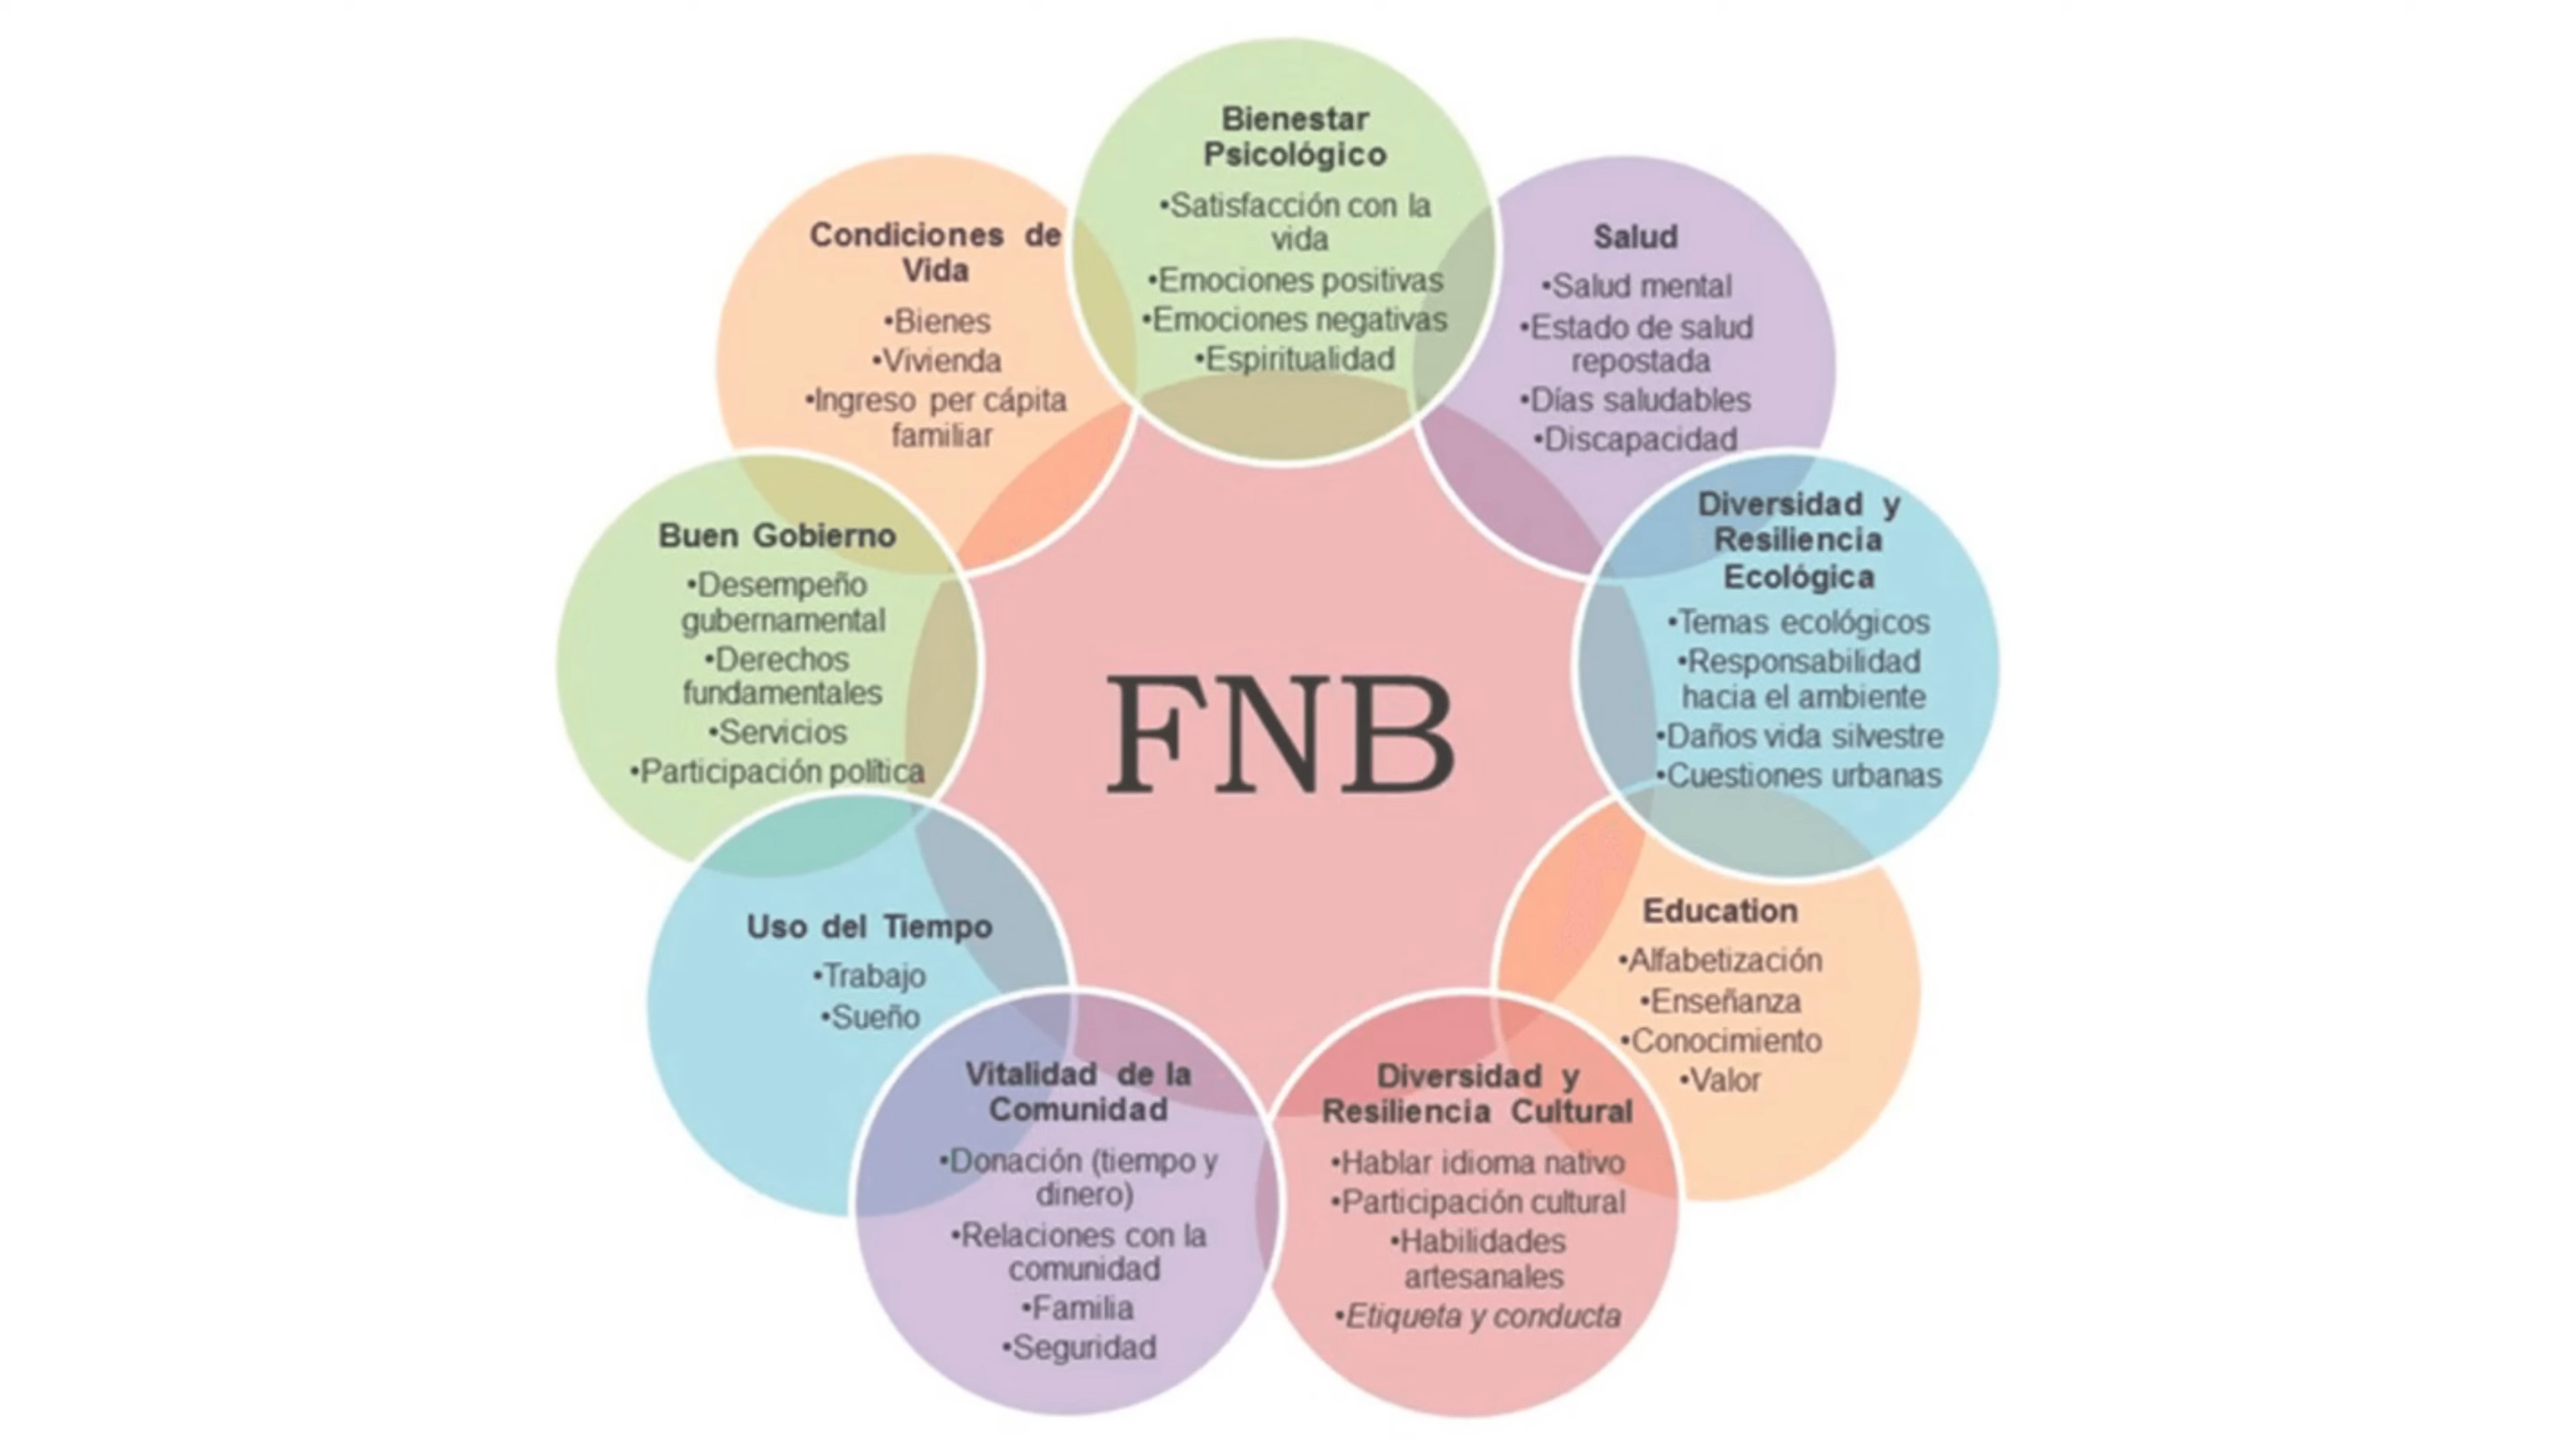 Bienestar
Psicológico
•Satisfacción con la
vida
•Emociones positivas
•Emociones negativas
•Espiritualidad
Salud
•Salud mental
•Estado de salud
repostada
•Días saludables
•Discapacidad
Diversidad y
Resiliencia
Ecológica
•Temas ecológicos
•Responsabilidad
hacia el ambiente
•Daños vida silvestre
•Cuestiones urbanas
Education
•Alfabetización
•Enseñanza
•Conocimiento
•Valor
Diversidad y
Resiliencia Cultural
•Hablar idioma nativo
•Participación cultural
•Habilidades
artesanales
•Etiqueta y conducta
Vitalidad de la
Comunidad
•Donación (tiempo y
dinero)
•Relaciones con la
comunidad
•Familia
•Seguridad
Uso del Tiempo
•Trabajo
•Sueño
Buen Gobierno
•Desempeño
gubernamental
•Derechos
fundamentales
•Servicios
•Participación política
Condiciones de
Vida
•Bienes
•Vivienda
•Ingreso per cápita
familiar
FNB